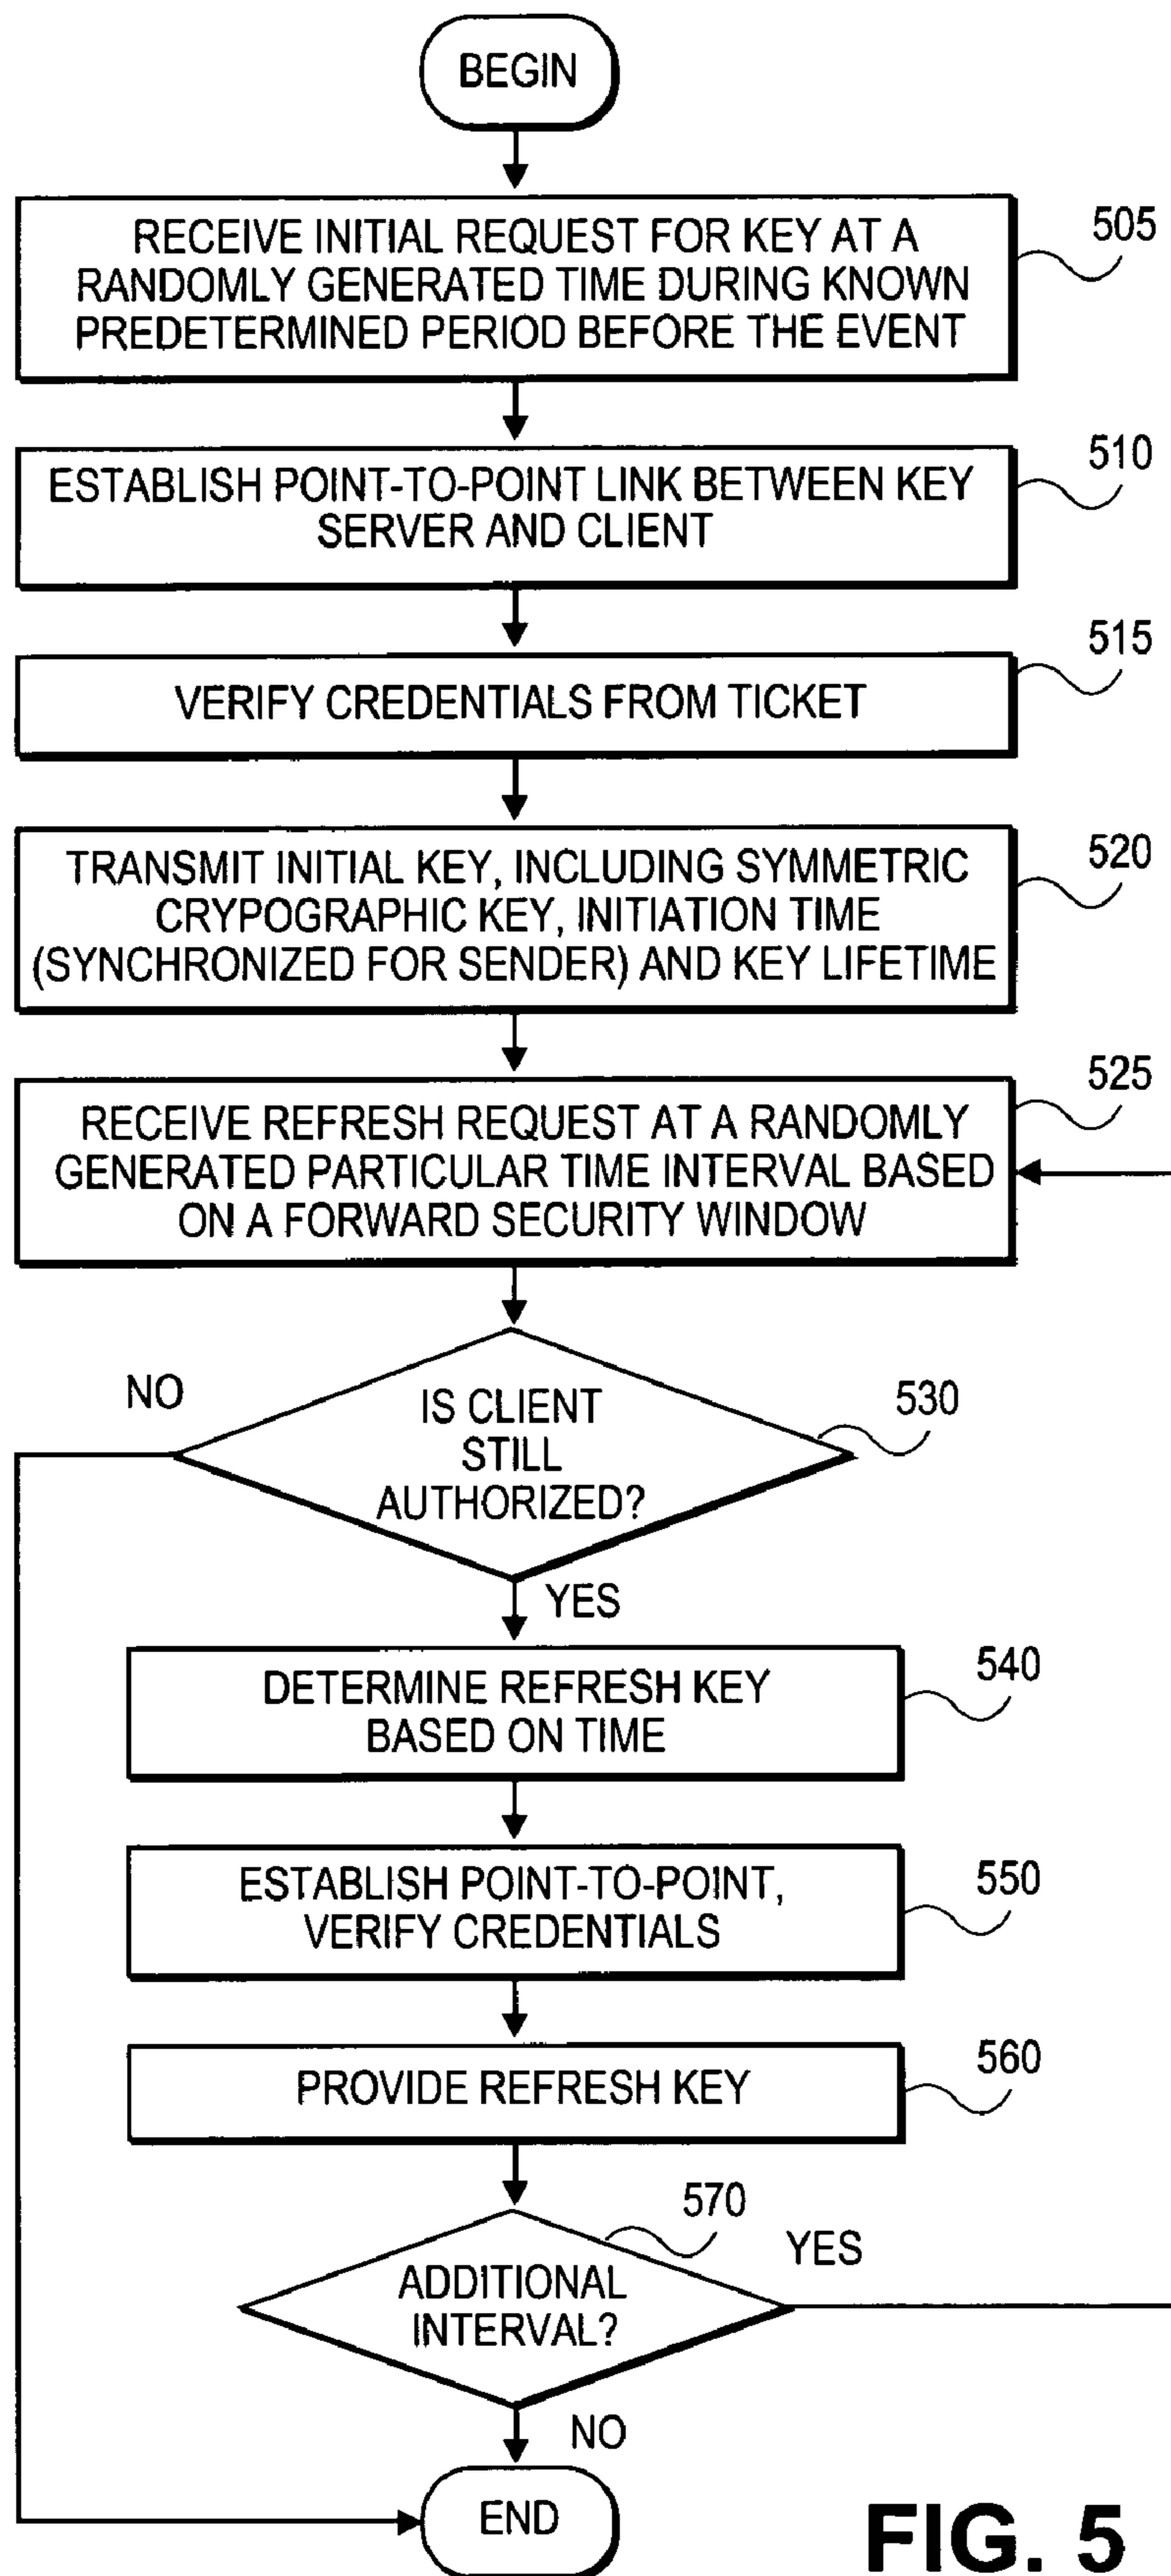 BEGIN
RECEIVE INITIAL REQUEST FOR KEY AT A
RANDOMLY GENERATED TIME DURING KNOWN
PREDETERMINED PERIOD BEFORE THE EVENT
505
ESTABLISH POINT-TO-POINT LINK BETWEEN KEY
SERVER AND CLIENT
510
VERIFY CREDENTIALS FROM TICKET
515
TRANSMIT INITIAL KEY, INCLUDING SYMMETRIC
CRYPOGRAPHIC KEY, INITIATION TIME
(SYNCHRONIZED FOR SENDER) AND KEY LIFETIME
520
RECEIVE REFRESH REQUEST AT A RANDOMLY
GENERATED PARTICULAR TIME INTERVAL BASED
ON A FORWARD SECURITY WINDOW
525
NO
IS CLIENT
STILL
AUTHORIZED?
530
YES
DETERMINE REFRESH KEY
BASED ON TIME
540
ESTABLISH POINT-TO-POINT,
VERIFY CREDENTIALS
550
PROVIDE REFRESH KEY
560
570
YES
ADDITIONAL
INTERVAL?
NO
END
FIG. 5